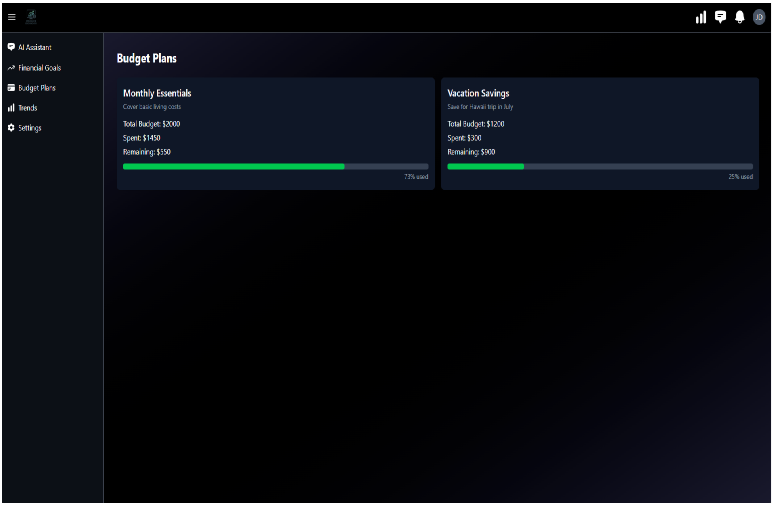 JD
AI Assistant
Financial Goals
Budget Plans
Trends
Settings
Budget Plans
Monthly Essentials
Cover basic living costs
Total Budget: $2000
Spent: $1450
Remaining: $550
73% used
Vacation Savings
Save for Hawaii trip in July
Total Budget: $1200
Spent: $300
Remaining: $900
25% used